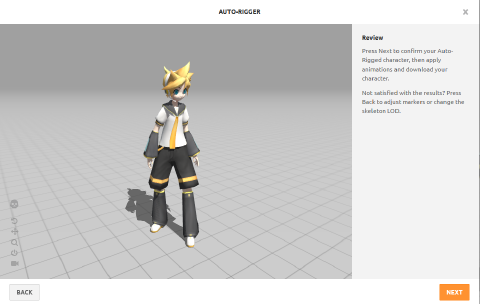 AUTO-RIGGER
x
Review
Press Next to confirm your Auto-
Rigged character, then apply
animations and download your
character.
Not satisfied with the results? Press
Back to adjust markers or change the
skeleton LOD.
BACK
NEXT